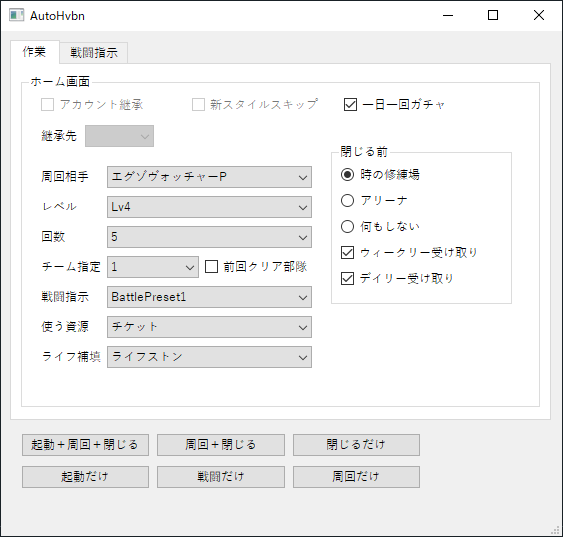 AutoHvbn
作業 戦闘指示
ホーム画面
アカウント継承 新スタイルスキップ 一日一回ガチャ
継承先
閉じる前
周回相手 エグゾヴォッチャーP 時の修練場
レベル Lv4 アリーナ
回数 5 何もしない
チーム指定 1 前回クリア部隊 ウィークリー受け取り
デイリー受け取り
戦闘指示 BattlePreset1
使う資源 チケット
ライフ補填 ライフストン
起動＋周回＋閉じる 周回＋閉じる 閉じるだけ
起動だけ 戦闘だけ 周回だけ